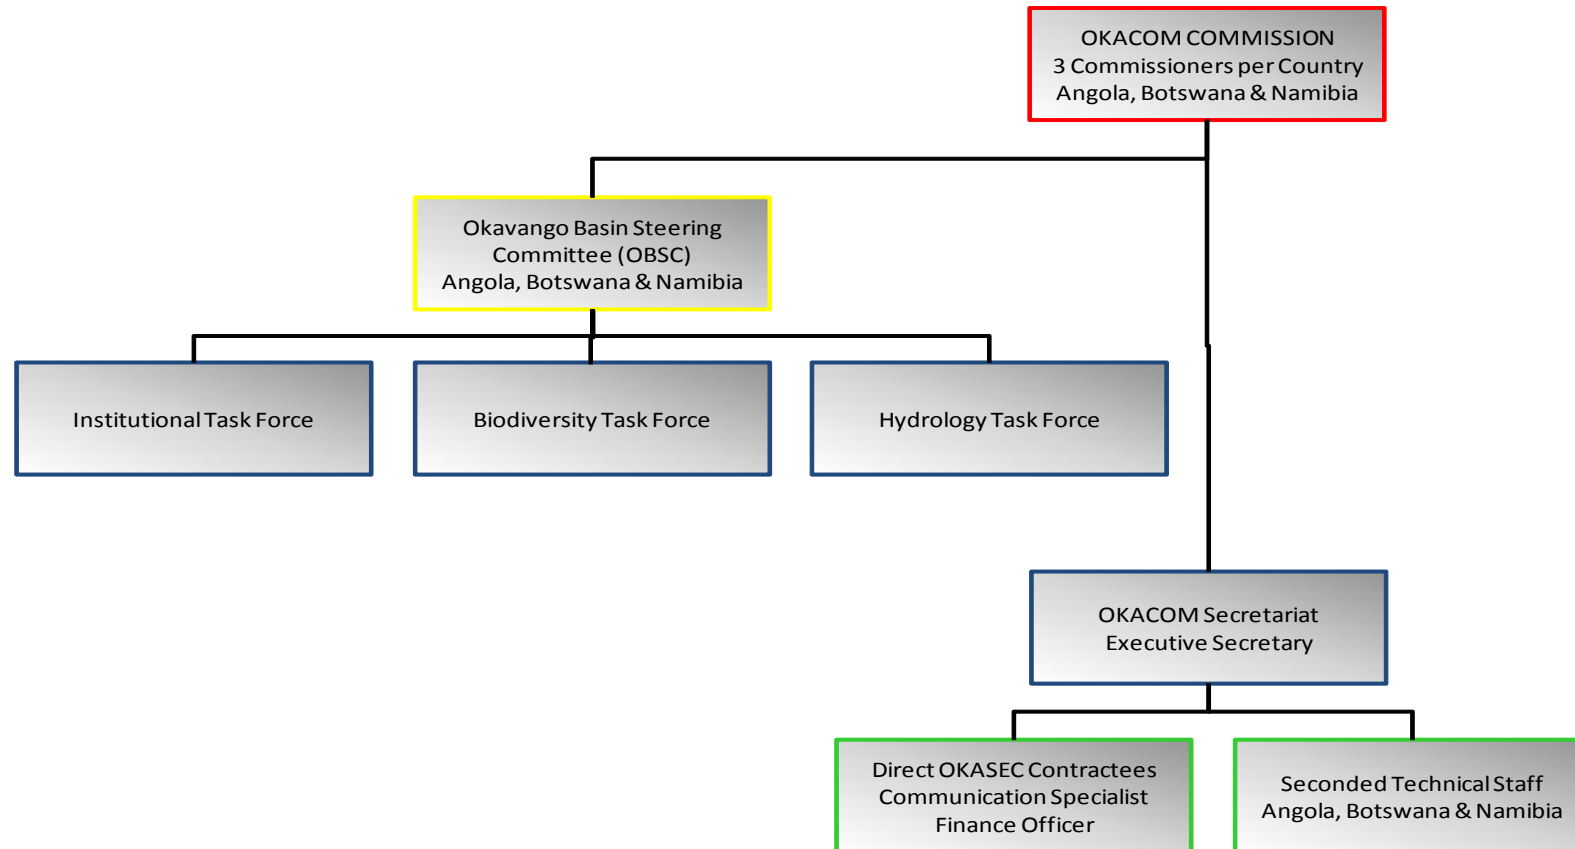 OKACOM COMMISSION
3 Commissioners per Country
Angola, Botswana & Namibia
Okavango Basin Steering
Committee (OBSC)
Angola, Botswana & Namibia
Institutional Task Force
Biodiversity Task Force
Hydrology Task Force
OKACOM Secretariat
Executive Secretary
Direct OKASEC Contractees
Communication Specialist
Finance Officer
Seconded Technical Staff
Angola, Botswana & Namibia